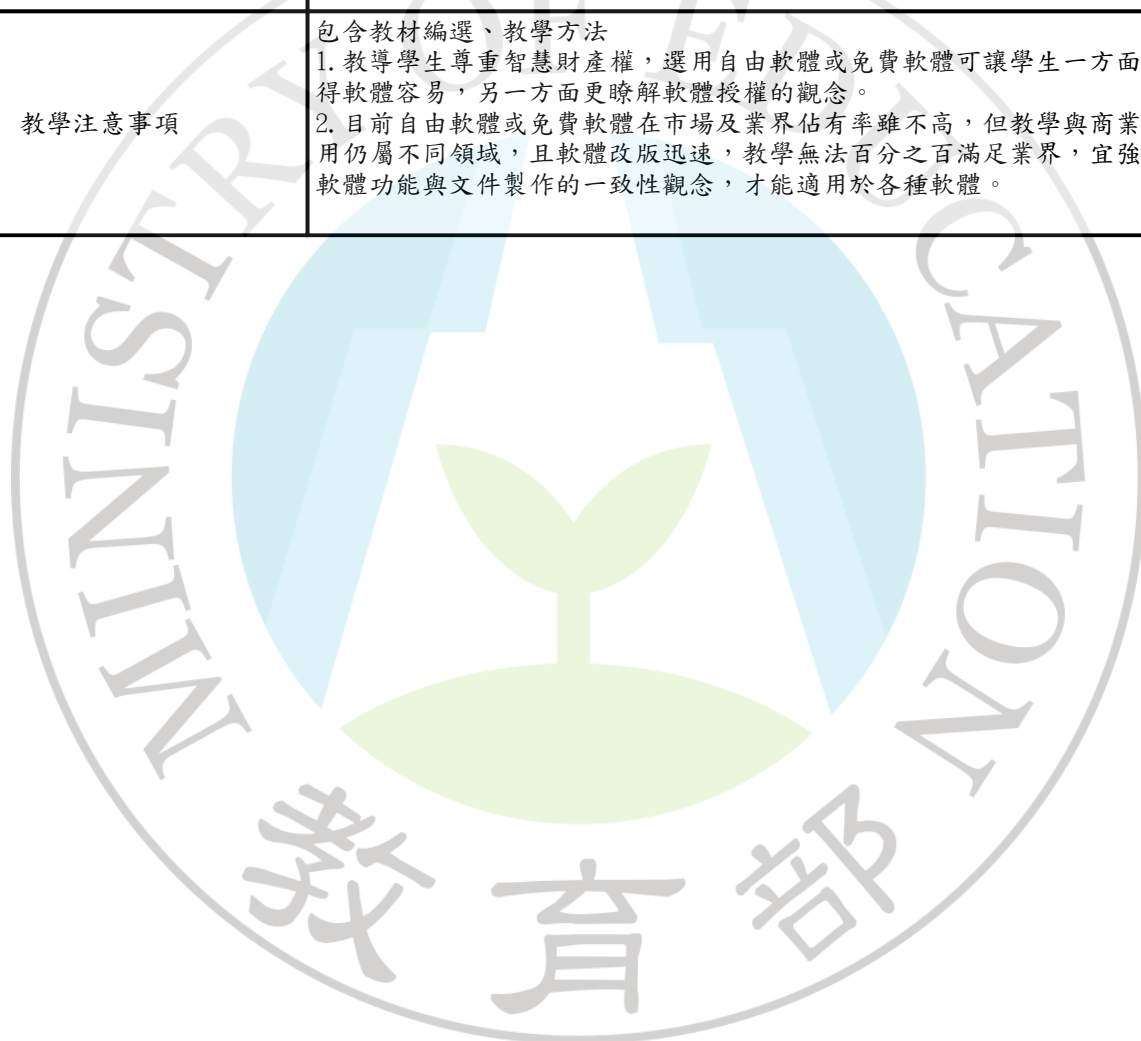 包含教材編選、教學方法
1.教導學生尊重智慧財產權，選用自由軟體或免費軟體可讓學生一方面
得軟體容易，另一方面更瞭解軟體授權的觀念。
教學注意事項
2.目前自由軟體或免費軟體在市場及業界佔有率雖不高，但教學與商業
用仍屬不同領域，且軟體改版迅速，教學無法百分之百滿足業界，宜強
軟體功能與文件製作的一致性觀念，才能適用於各種軟體。
MINISTRY OF EDUCATION
教育部